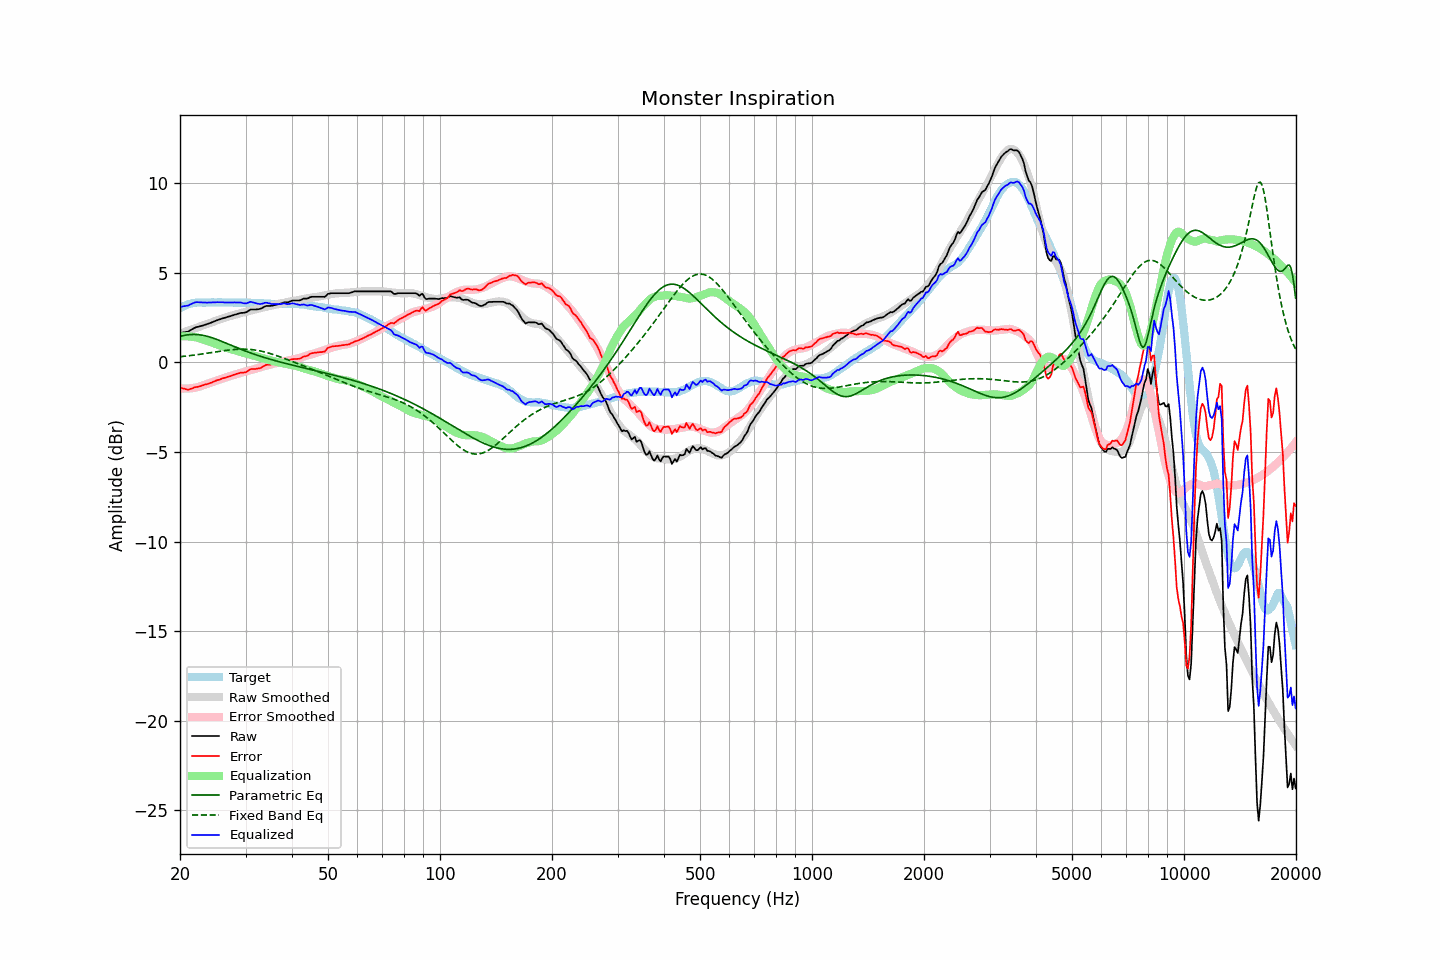 Monster Inspiration
Amplitude (dBr)
10
5
0
−5
−10
−15
−20
−25
Target
Raw Smoothed
Error Smoothed
Raw
Error
Equalization
Parametric Eq
Fixed Band Eq
Equalized
20 50 100 200 500 1000 2000 5000 10000 20000
Frequency (Hz)